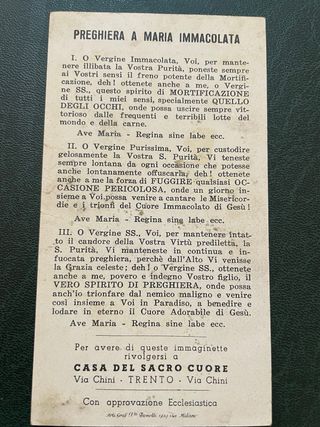 PREGHIERA A MARIA IMMACOLATA
I. O Vergine Immacolata, Voi, per mante-
nere illibata la Vostra Purità, poneste sempre
ai Vostri sensi il freno potente della Mortifi-
cazione, deh! ottenete anche a me, o Vergi-
ne SS., questo spirito di MORTIFICAZIONE
di tutti i miei sensi, specialmente QUELLO
DEGLI OCCHI, onde possa uscire sempre vit-
torioso dalle frequenti e terribili lotte del
mondo e della carne.
Ave Maria - Regina sine labe ecc.
II. O Vergine Purissima, Voi, per custodire
gelosamente la Vostra S. Purità, Vi teneste
sempre lontana da ogni occasione che potesse
anche lontanamente offuscarla, deh! ottenete
anche a me la forza di FUGGIRE qualsiasi OC-
CASIONE PERICOLOSA, onde un giorno in-
sieme a Voi possa venire a cantare le Misericor-
die e i trionfi del Cuore Immacolato di Gesù!
Ave Maria - Regina sine labe ecc.
III. O Vergine SS., Voi, per mantenere intat-
to il candore della Vostra Virtù prediletta, la
S. Purità, Vi manteneste in continua e in-
fuocata preghiera, perchè dall'Alto Vi venisse
la Grazia celeste; deh! o Vergine SS., ottenete
anche a me, povero e indegno Vostro figlio, il
VERO SPIRITO DI PREGHIERA, onde possa
anch'io trionfare dal nemico maligno e venire
così insieme a Voi in Paradiso, a benedire e
lodare in eterno il Cuore Adorabile di Gesù.
Ave Maria - Regina sine labe ecc.
Per avere di queste immaginette
rivolgersi a
CASA DEL SACRO CUORE
Via Chini - TRENTO - Via Chini
Con approvazione Ecclesiastica
Arti Graf. Milano